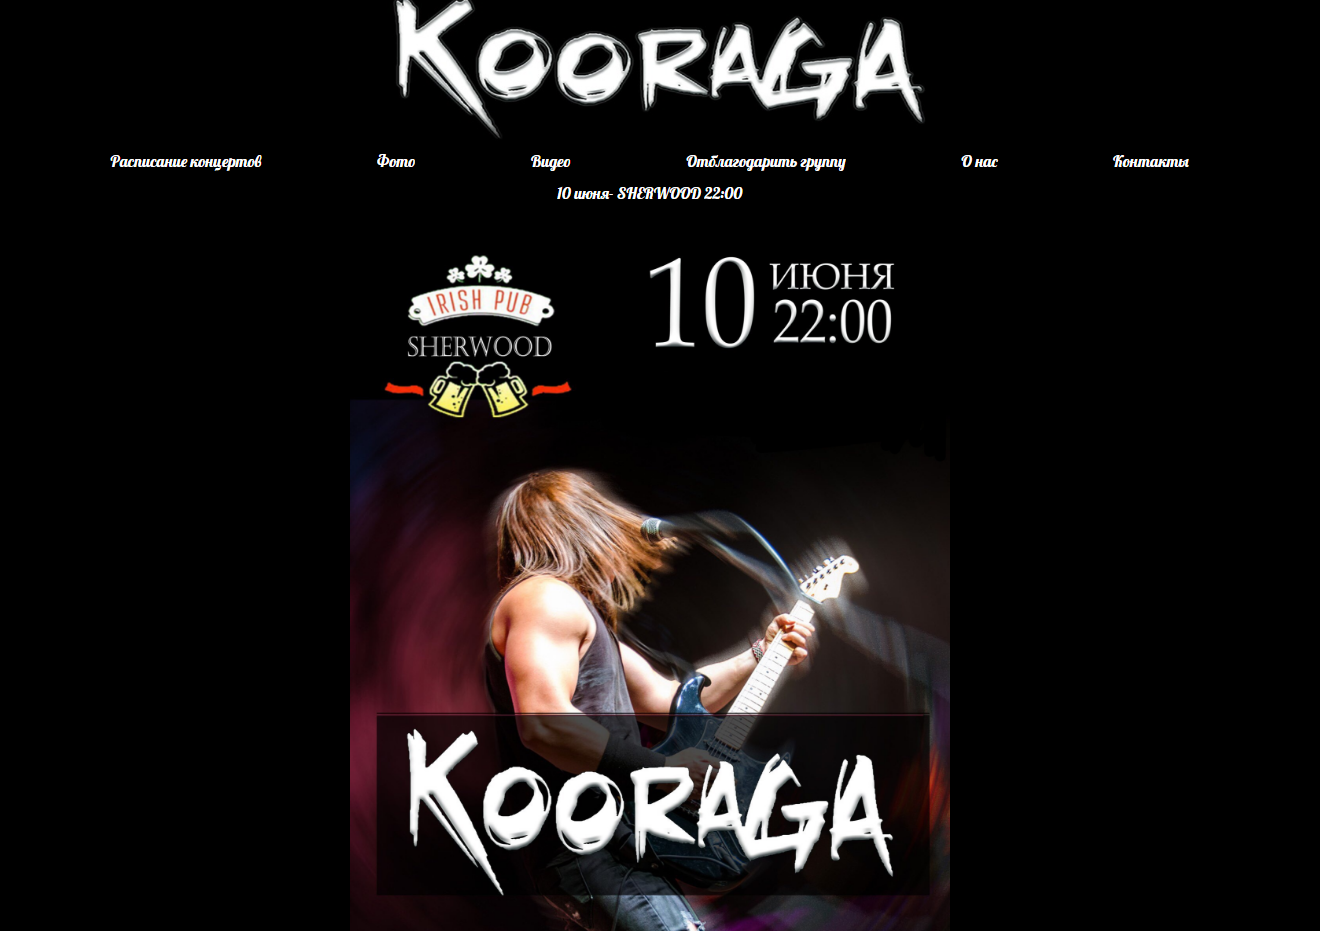 KOORAGA
Расписание концертов Фото Видео Отблагодарить группу О нас Контакты
10 июня- SHERWOOD 22:00
IRISH PUB
SHERWOOD
10 ИЮНЯ
22:00
KOORAGA